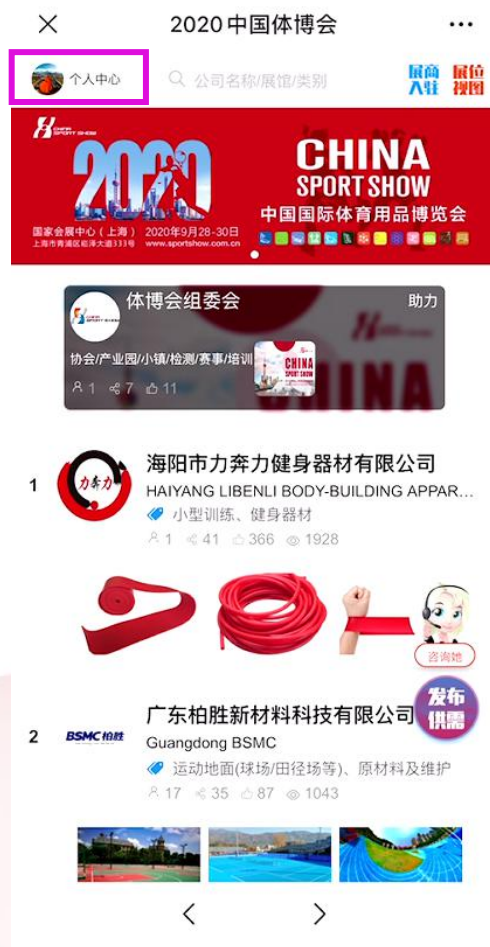 2020中国体博会
个人中心
公司名称/展馆/类别
展商
入驻
展位
视图
CHINA
SPORT SHOW
2020
CHINA
SPORT SHOW
中国国际体育用品博览会
国家会展中心（上海） 2020年9月28-30日
上海市青浦区崧泽大道333号 www.sportshow.com.cn
体博会组委会
助力
协会/产业园/小镇/检测/赛事/培训
CHINA
SPORT SHOW
1 7 11
CHINA
1
力奔力
海阳市力奔力健身器材有限公司
HAIYANG LIBENLI BODY-BUILDING APPAR...
小型训练、健身器材
1 41 366 1928
咨询她
发布
供需
2
BSMC 柏胜
广东柏胜新材料科技有限公司
Guangdong BSMC
运动地面(球场/田径场等)、原材料及维护
17 35 87 1043